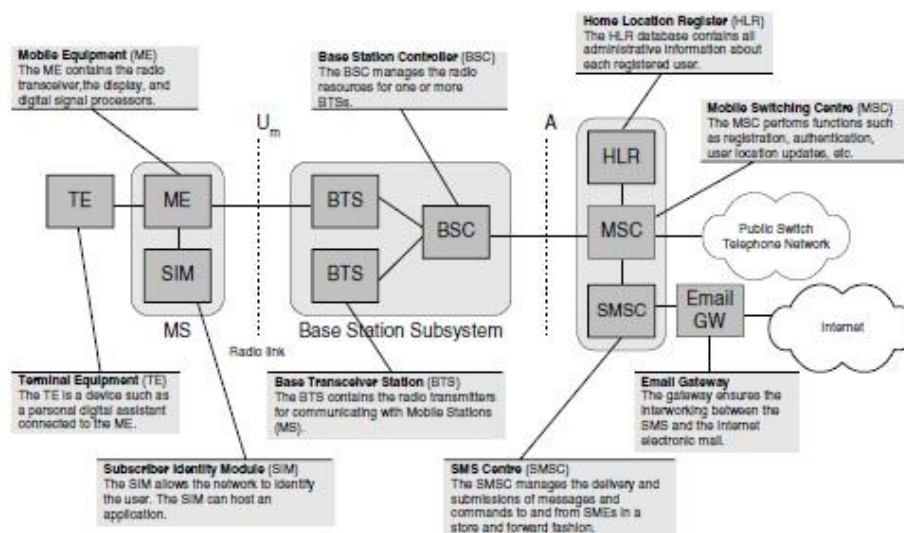 Home Location Register (HLR)
The HLR database contains all
administrative information about
each registered user.
Mobile Equipment (ME)
The ME contains the radio
transceiver,the display, and
digital signal processors.
Base Station Controller (BSC)
The BSC manages the radio
resources for one or more
BTSs.
Mobile Switching Centre (MSC)
The MSC perfoms functions such
as registration, authentication,
user location updates, etc.
Um
A
HLR
TE
ME
BTS
BSC
MSC
Public Switch
Telephone Network
SIM
BTS
SMSC
Email
GW
Internet
MS
Base Station Subsystem
Radio link
Terminal Equipment (TE)
The TE is a device such as
a personal digital assistant
connected to the ME.
Base Transceiver Station (BTS)
The BTS contains the radio transmitters
for communicating with Mobile Stations
(MS).
Email Gateway
The gateway ensures the
interworking between the
SMS and the Internet
electronic mail.
Subscriber Identity Module (SIM)
The SIM allows the network to identify
the user. The SIM can host an
application.
SMS Centre (SMSC)
The SMSC manages the delivery and
submissions of messages and
commands to and from SMEs in a
store and forward fashion.